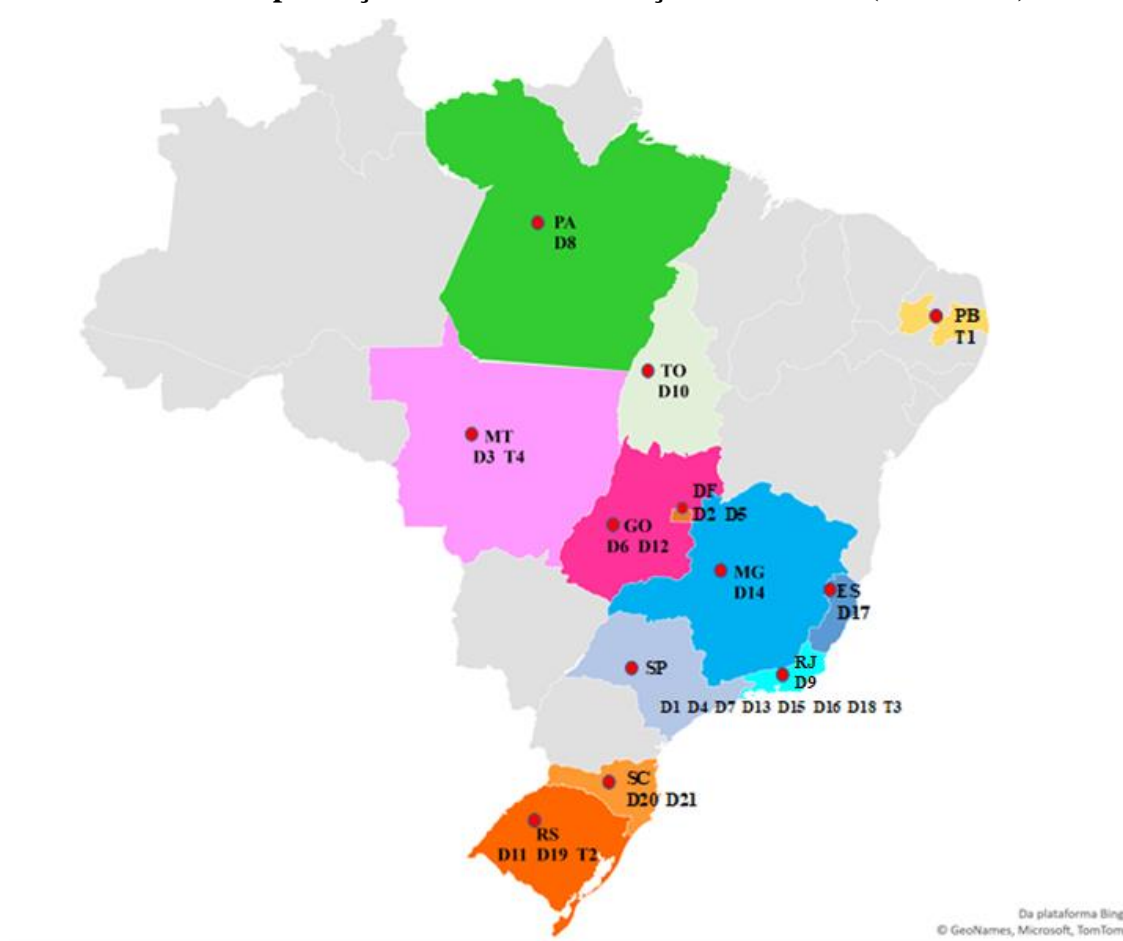 PA
D8
PB
T1
TO
D10
MT
D3 T4
DF
D2 D5
GO
D6 D12
MG
D14
ES
D17
RJ
D9
SP
D1 D4 D7 D13 D15 D16 D18 T3
SC
D20 D21
RS
D11 D19 T2
Da plataforma Bing
© GeoNames, Microsoft, TomTom